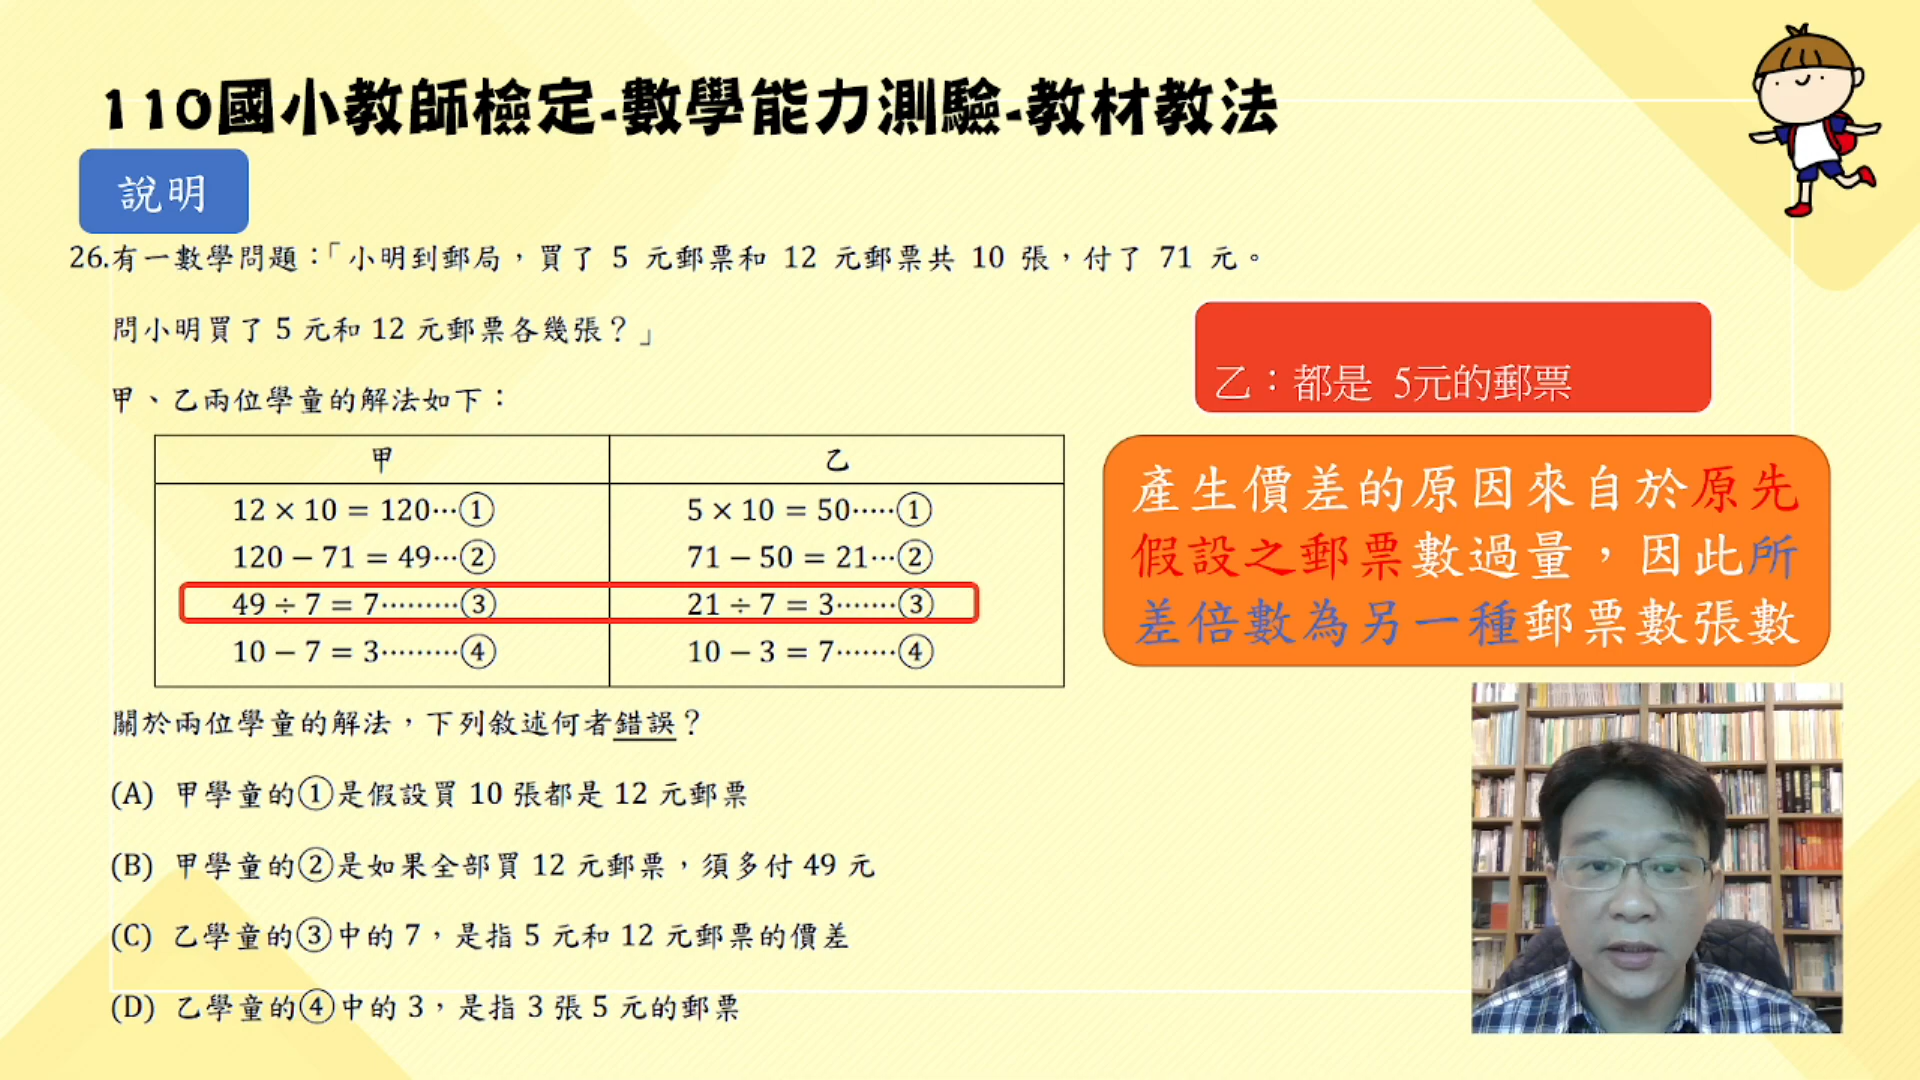 110國小教師檢定-數學能力測驗-教材教法
說明
26.有一數學問題：「小明到郵局，買了 5 元郵票和 12 元郵票共 10 張，付了 71 元。
問小明買了 5 元和 12 元郵票各幾張？」
甲、乙兩位學童的解法如下：
甲 乙
12 × 10 = 120⋯① 5 × 10 = 50⋯⋯①
120 − 71 = 49⋯② 71 − 50 = 21⋯②
49 ÷ 7 = 7⋯⋯⋯③ 21 ÷ 7 = 3⋯⋯③
10 − 7 = 3⋯⋯⋯④ 10 − 3 = 7⋯⋯④
關於兩位學童的解法，下列敘述何者錯誤？
(A) 甲學童的①是假設買 10 張都是 12 元郵票
(B) 甲學童的②是如果全部買 12 元郵票，須多付 49 元
(C) 乙學童的③中的 7，是指 5 元和 12 元郵票的價差
(D) 乙學童的④中的 3，是指 3 張 5 元的郵票
乙：都是 5元的郵票
產生價差的原因來自於原先
假設之郵票數過量，因此所
差倍數為另一種郵票數張數